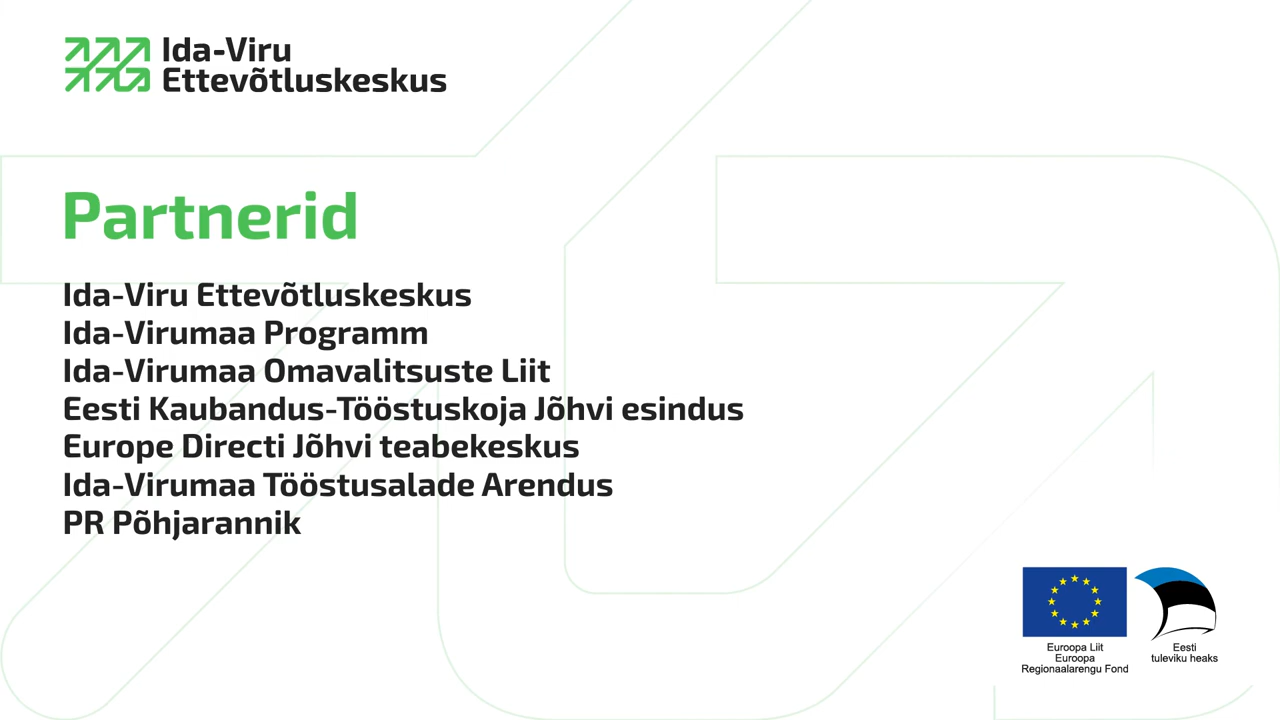 Ida-Viru
Ettevõtluskeskus
Partnerid
Ida-Viru Ettevõtluskeskus
Ida-Virumaa Programm
Ida-Virumaa Omavalitsuste Liit
Eesti Kaubandus-Tööstuskoja Jõhvi esindus
Europe Directi Jõhvi teabekeskus
Ida-Virumaa Tööstusalade Arendus
PR Põhjarannik
Euroopa Liit
Euroopa
Regionaalarengu Fond
Eesti
tuleviku heaks